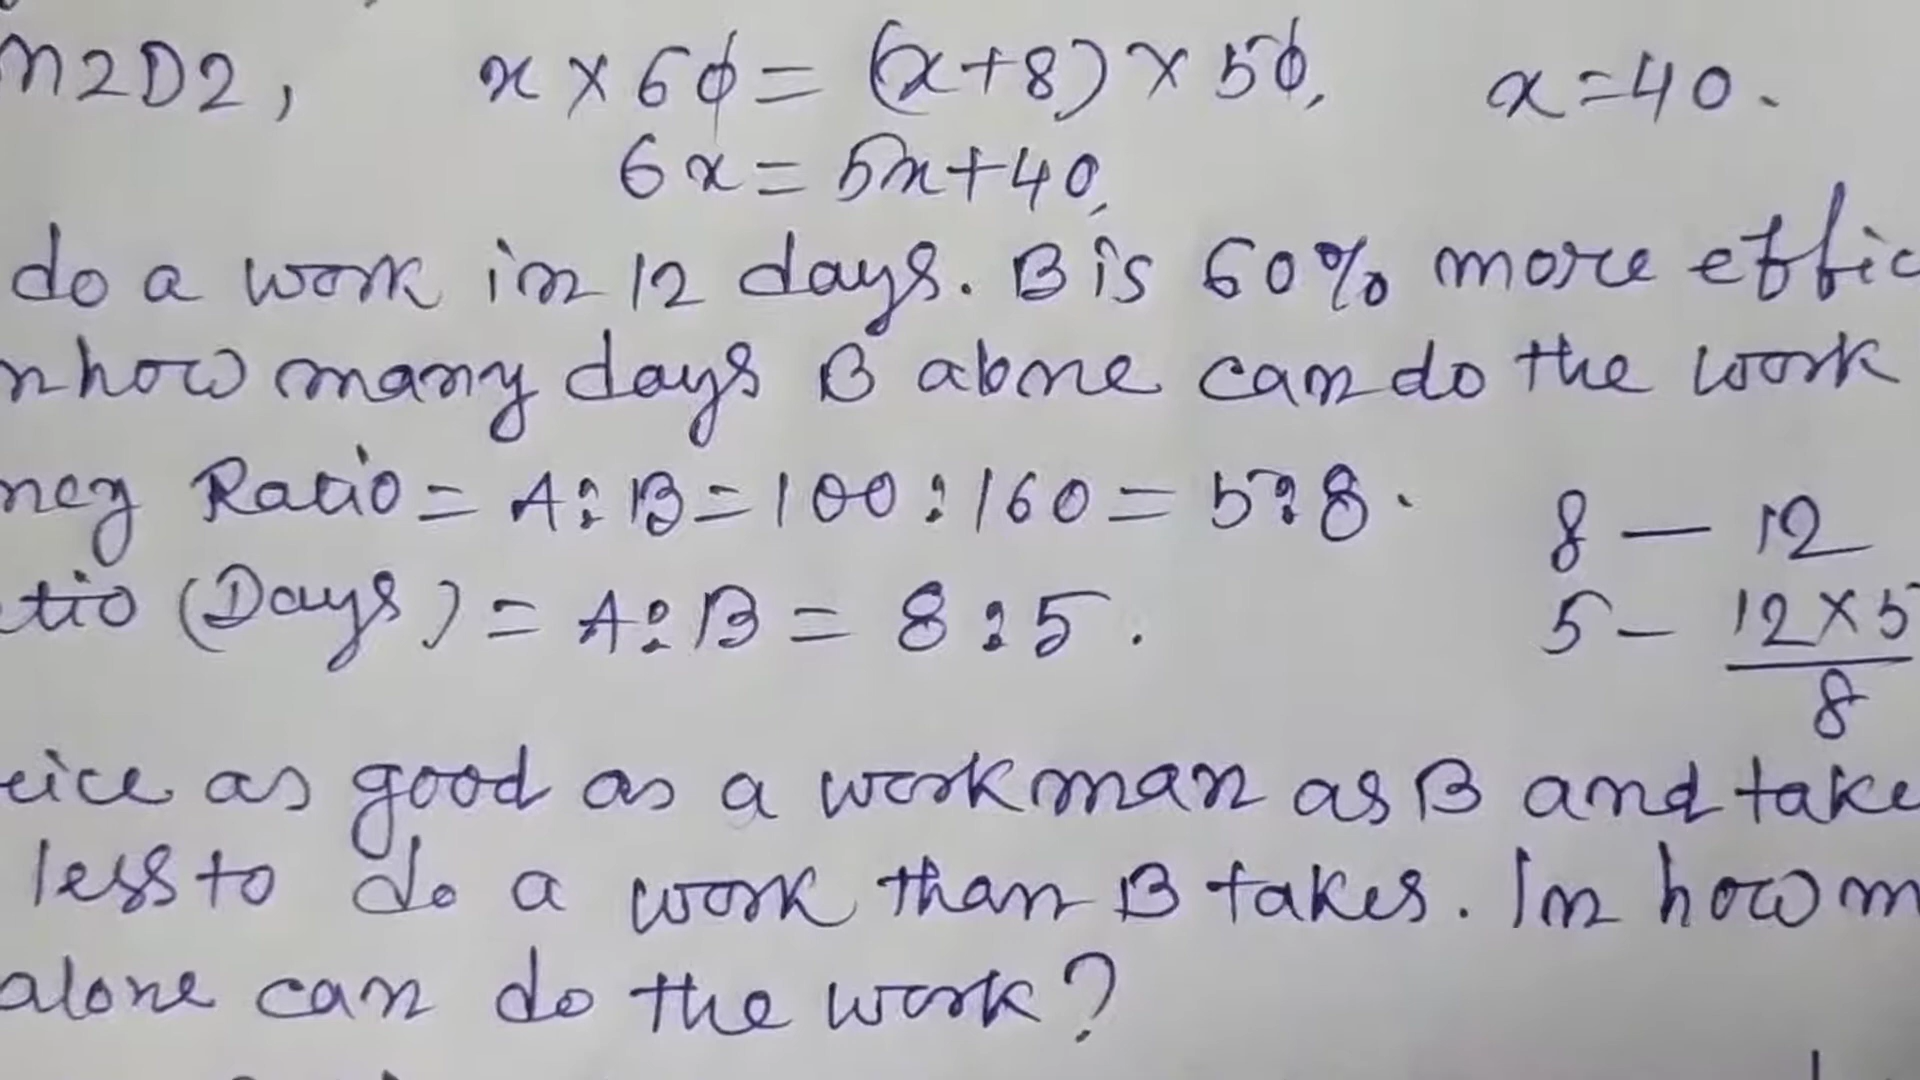 m2D2, x × 60 = (x+8) × 50, x = 40.
6x = 5x + 40,
do a work in 12 days. B is 60% more effic
nhow many days B alone can do the work
ncy Ratio = A:B = 100:160 = 5:8. 8 — 12
tio (Days) = A:B = 8:5. 5 — 12×5
8
eice as good as a workman as B and take
less to do a work than B takes. In how m
alone can do the work?